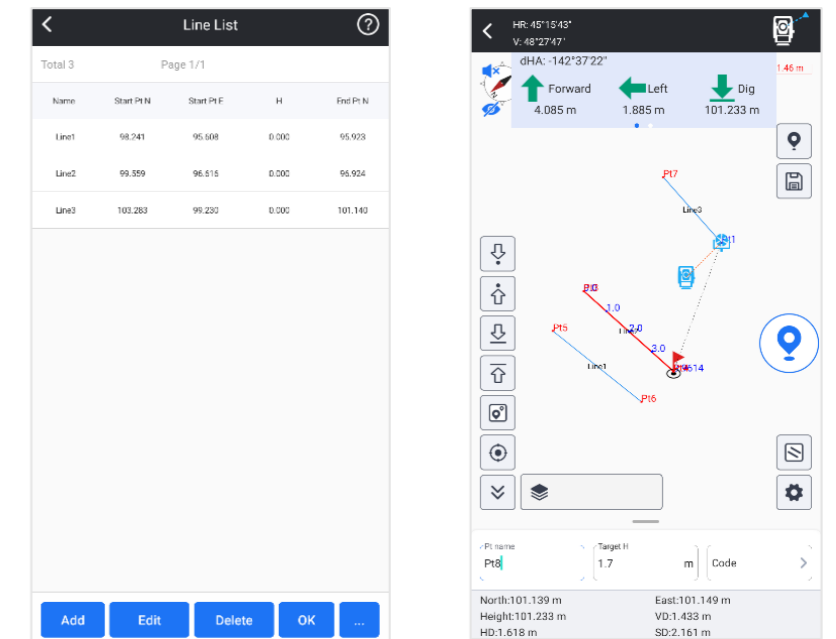 Line List
Total 3 Page 1/1
Name Start Pt N Start Pt E H End Pt N
Line1 98.241 95.608 0.000 95.923
Line2 99.559 96.616 0.000 96.924
Line3 103.283 99.230 0.000 101.140
Add Edit Delete OK ...
HR: 45°15'43"
V: 48°27'47"
dHA: -142°37'22"
1.46 m
Forward Left Dig
4.085 m 1.885 m 101.233 m
Pt7
Line3
1.0
Pt5 2.0
3.0
Line1
Pt6
Pt name Target H
Pt8 1.7 m Code
North:101.139 m East:101.149 m
Height:101.233 m VD:1.433 m
HD:1.618 m SD:2.161 m